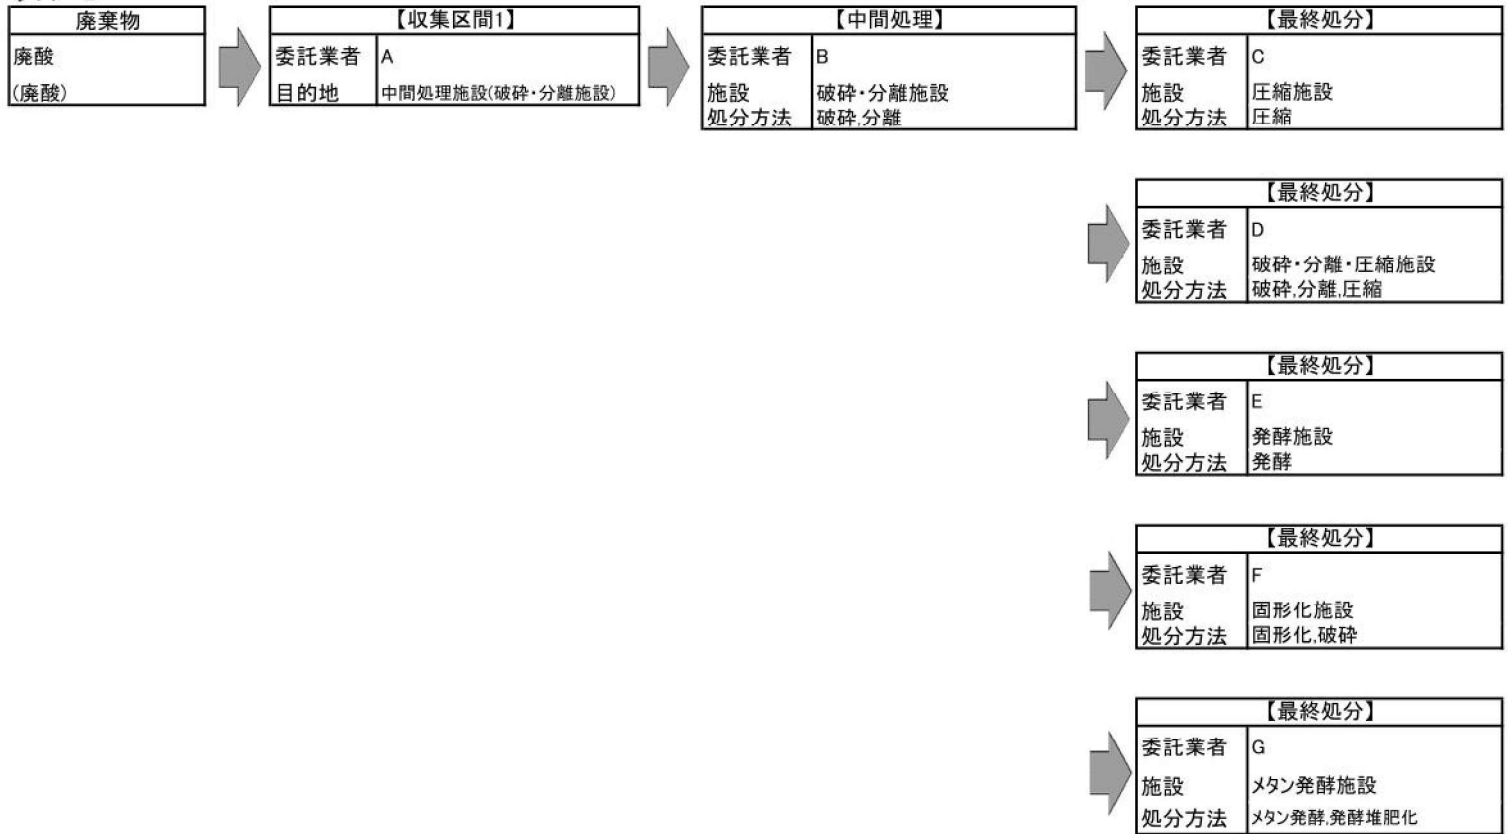 廃棄物
廃酸
(廃酸)
【収集区間1】
委託業者 A
目的地 中間処理施設(破砕・分離施設)
【中間処理】
委託業者 B
施設 破砕・分離施設
処分方法 破砕,分離
【最終処分】
委託業者 C
施設 圧縮施設
処分方法 圧縮
【最終処分】
委託業者 D
施設 破砕・分離・圧縮施設
処分方法 破砕,分離,圧縮
【最終処分】
委託業者 E
施設 発酵施設
処分方法 発酵
【最終処分】
委託業者 F
施設 固形化施設
処分方法 固形化,破砕
【最終処分】
委託業者 G
施設 メタン発酵施設
処分方法 メタン発酵,発酵堆肥化